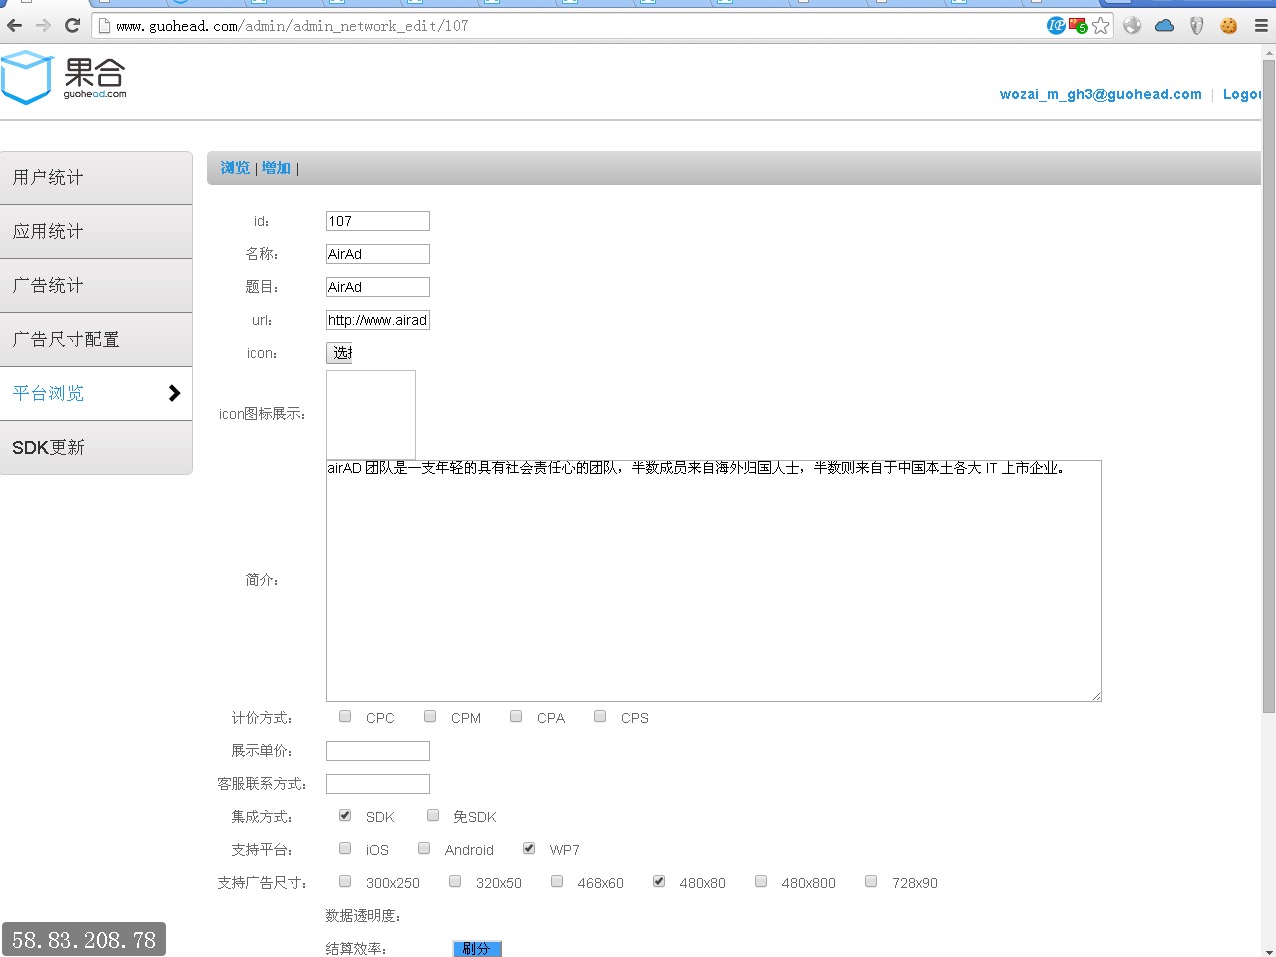 www.guohead.com/admin/admin_network_edit/107
IP 5
果合
guohead.com
wozai_m_gh3@guohead.com | Logou
用户统计
应用统计
广告统计
广告尺寸配置
平台浏览
SDK更新
浏览 | 增加 |
id： 107
名称： AirAd
题目： AirAd
url： http://www.airad
icon： 选
icon图标展示：
简介： airAD 团队是一支年轻的具有社会责任心的团队，半数成员来自海外归国人士，半数则来自于中国本土各大 IT 上市企业。
计价方式： CPC CPM CPA CPS
展示单价：
客服联系方式：
集成方式： SDK 免SDK
支持平台： iOS Android WP7
支持广告尺寸： 300x250 320x50 468x60 480x80 480x800 728x90
数据透明度：
结算效率： 刷分
58.83.208.78